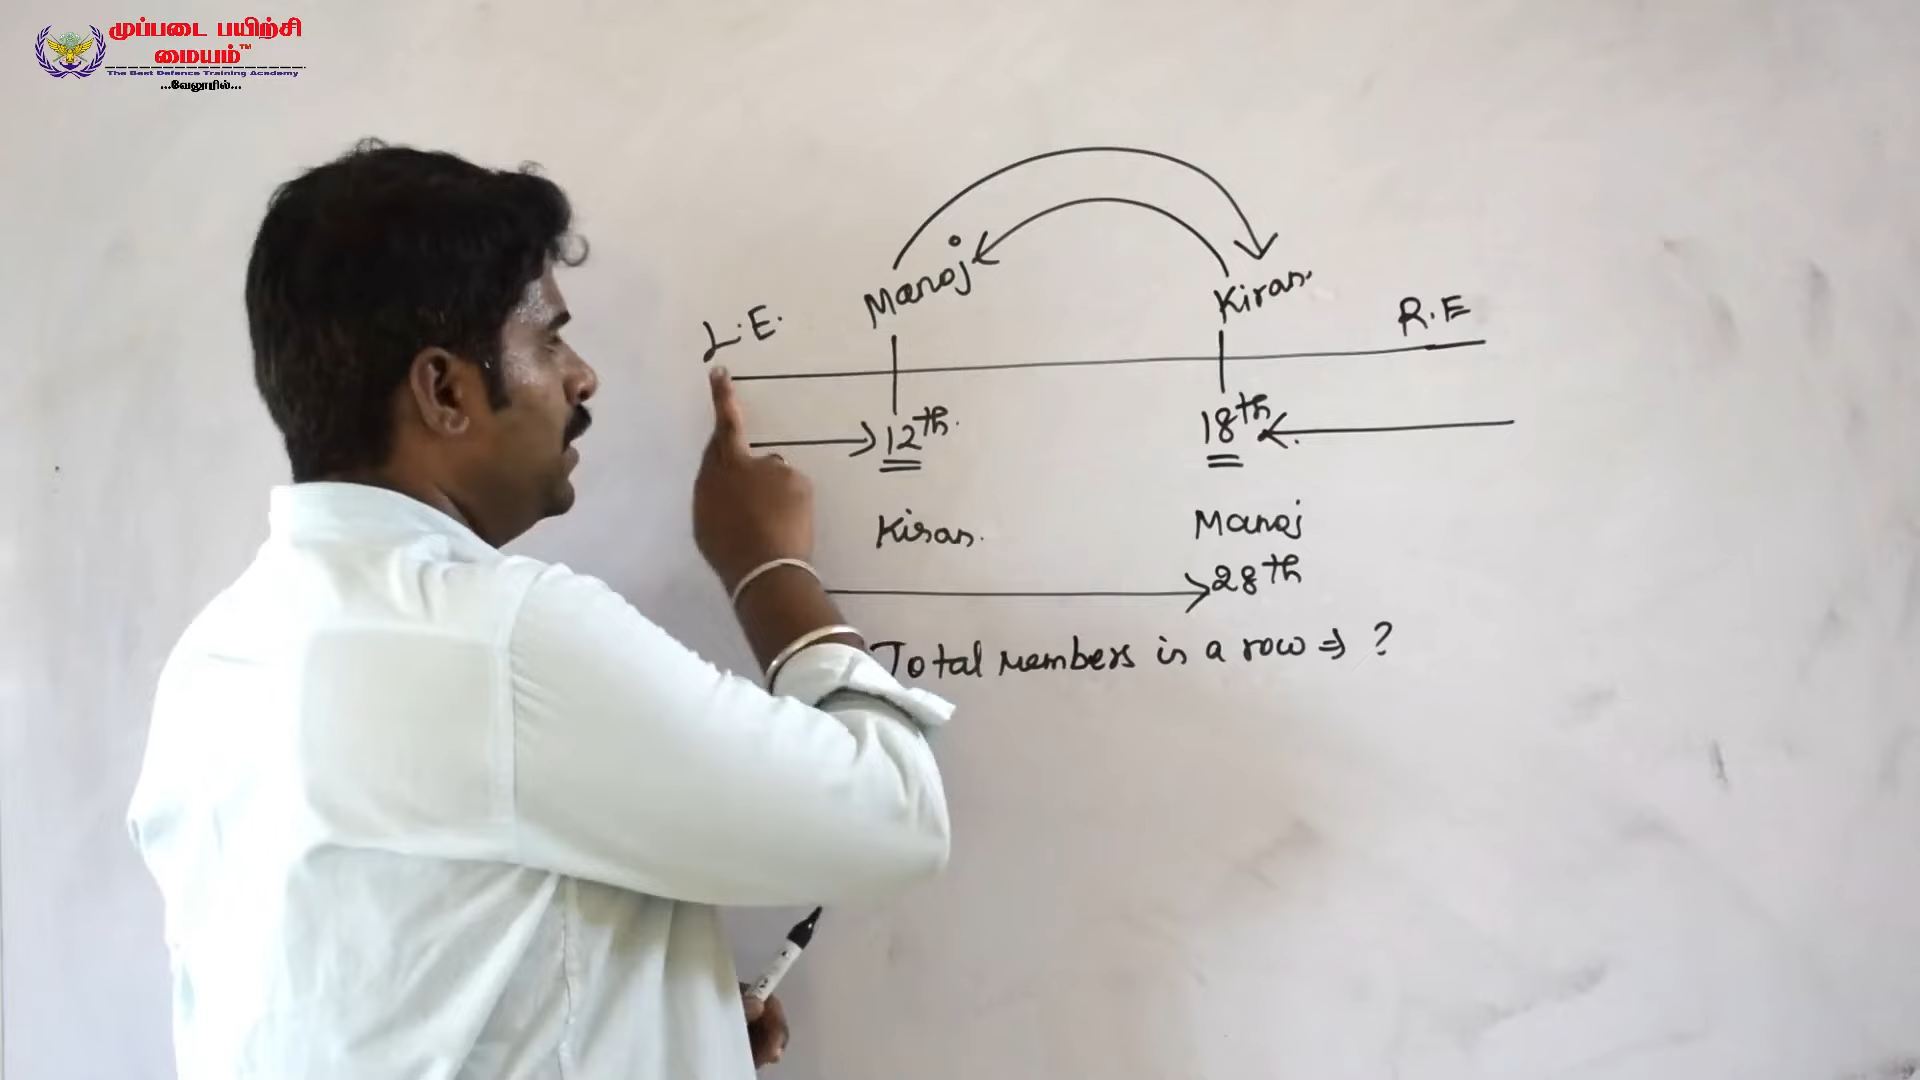 முப்படை பயிற்சி
மையம்™
The Best Defence Training Academy
...வேலூரில்...
L.E.
Manoj
Kiran.
R.E
12th.
18th
Kiran.
Manoj
28th
Total members in a row ⇒ ?